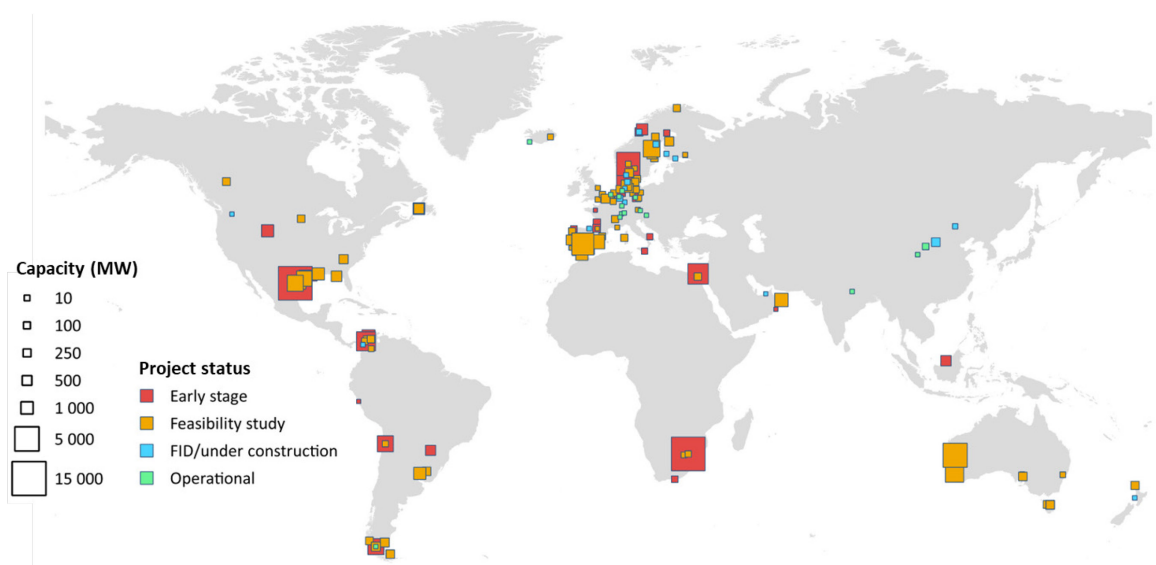 Capacity (MW)
10
100
250
500
1 000
5 000
15 000
Project status
Early stage
Feasibility study
FID/under construction
Operational